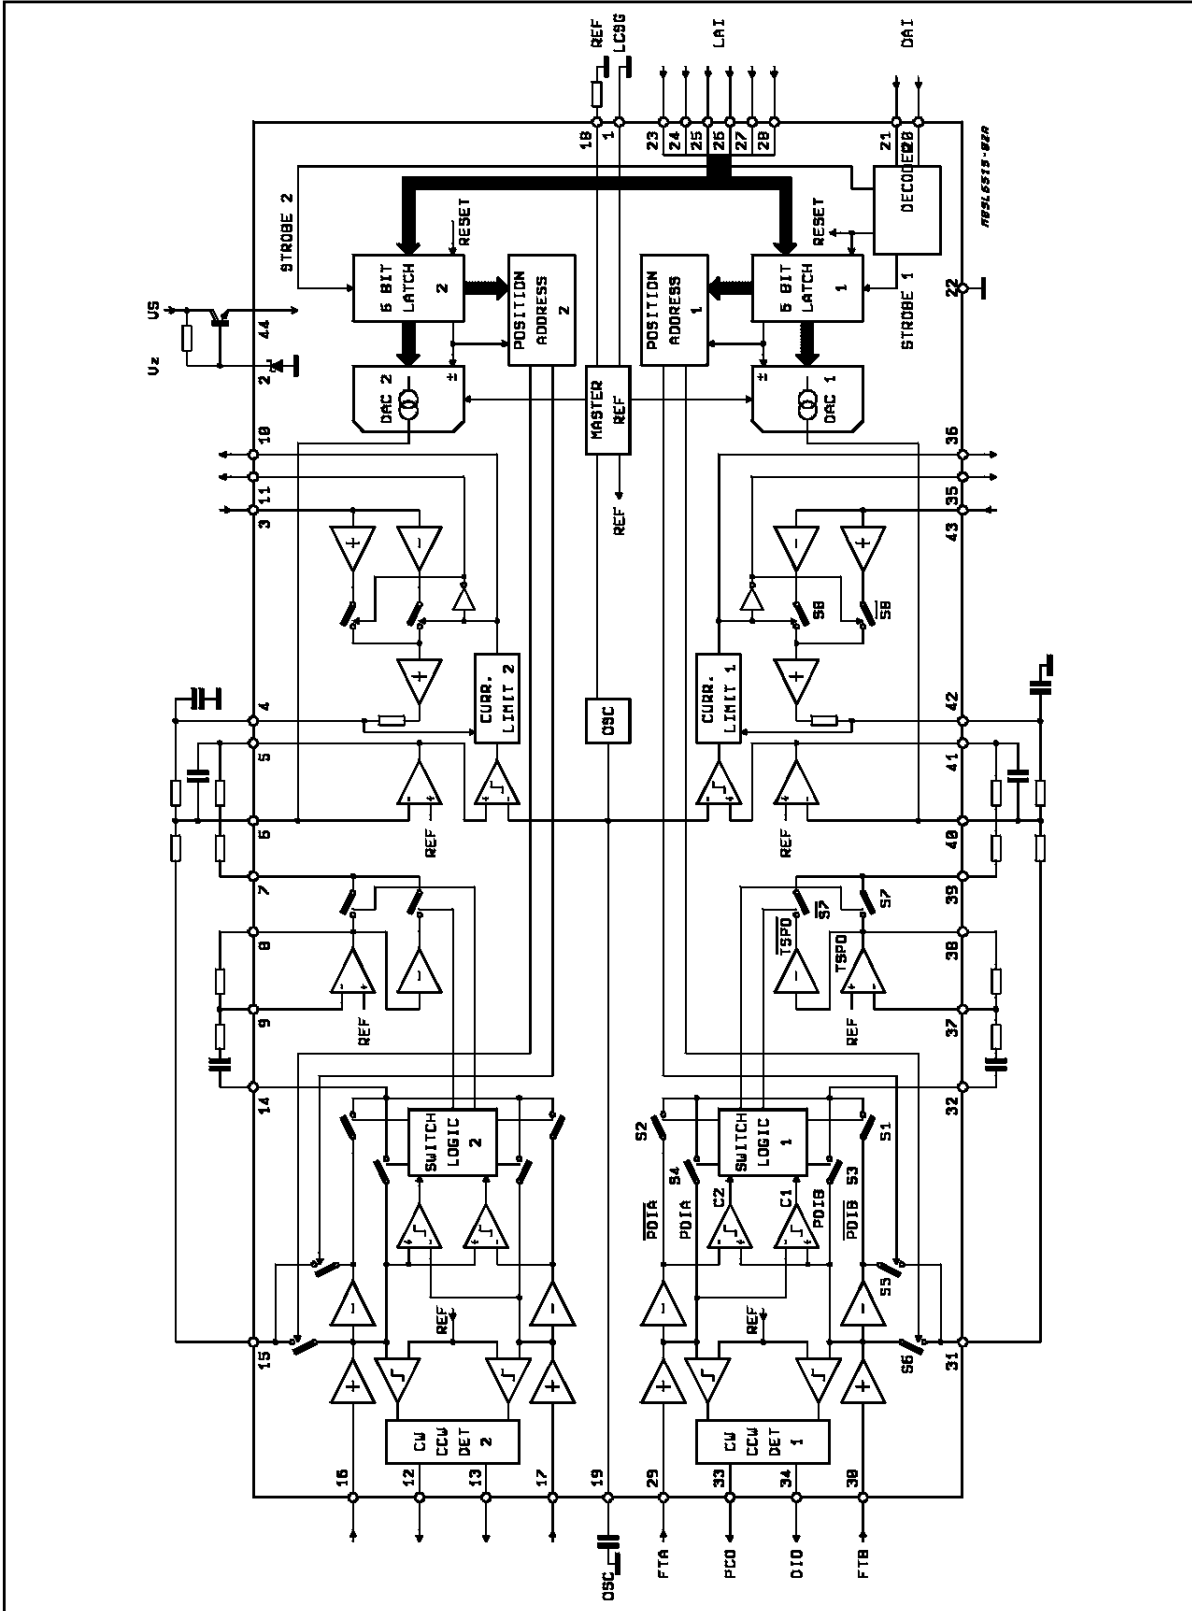 REF
LCSG
LAI
DAI
18
1
23
24
25
26
27
28
21
20
DECODER
STROBE 2
RESET
RESET
6 BIT
LATCH
2
6 BIT
LATCH
1
STROBE 1
22
POSITION
ADDRESS
2
POSITION
ADDRESS
1
VS
Vz
44
2
DAC 2
±
MASTER
REF
DAC 1
±
REF
10
11
3
36
35
43
+
-
-
+
S8
S8
+
+
CURR.
LIMIT 2
OSC
CURR.
LIMIT 1
4
5
6
42
41
40
REF
REF
7
8
9
39
38
37
S7
S7
TSPO
TSPO
REF
REF
14
32
SWITCH
LOGIC
2
SWITCH
LOGIC
1
S2
S4
S3
S1
C2
C1
PDIA
PDIA
PDIB
PDIB
S5
S6
REF
REF
15
31
CW
CCW
DET
2
CW
CCW
DET
1
16
12
13
17
19
29
33
34
30
OSC
FTA
PCO
DIO
FTB